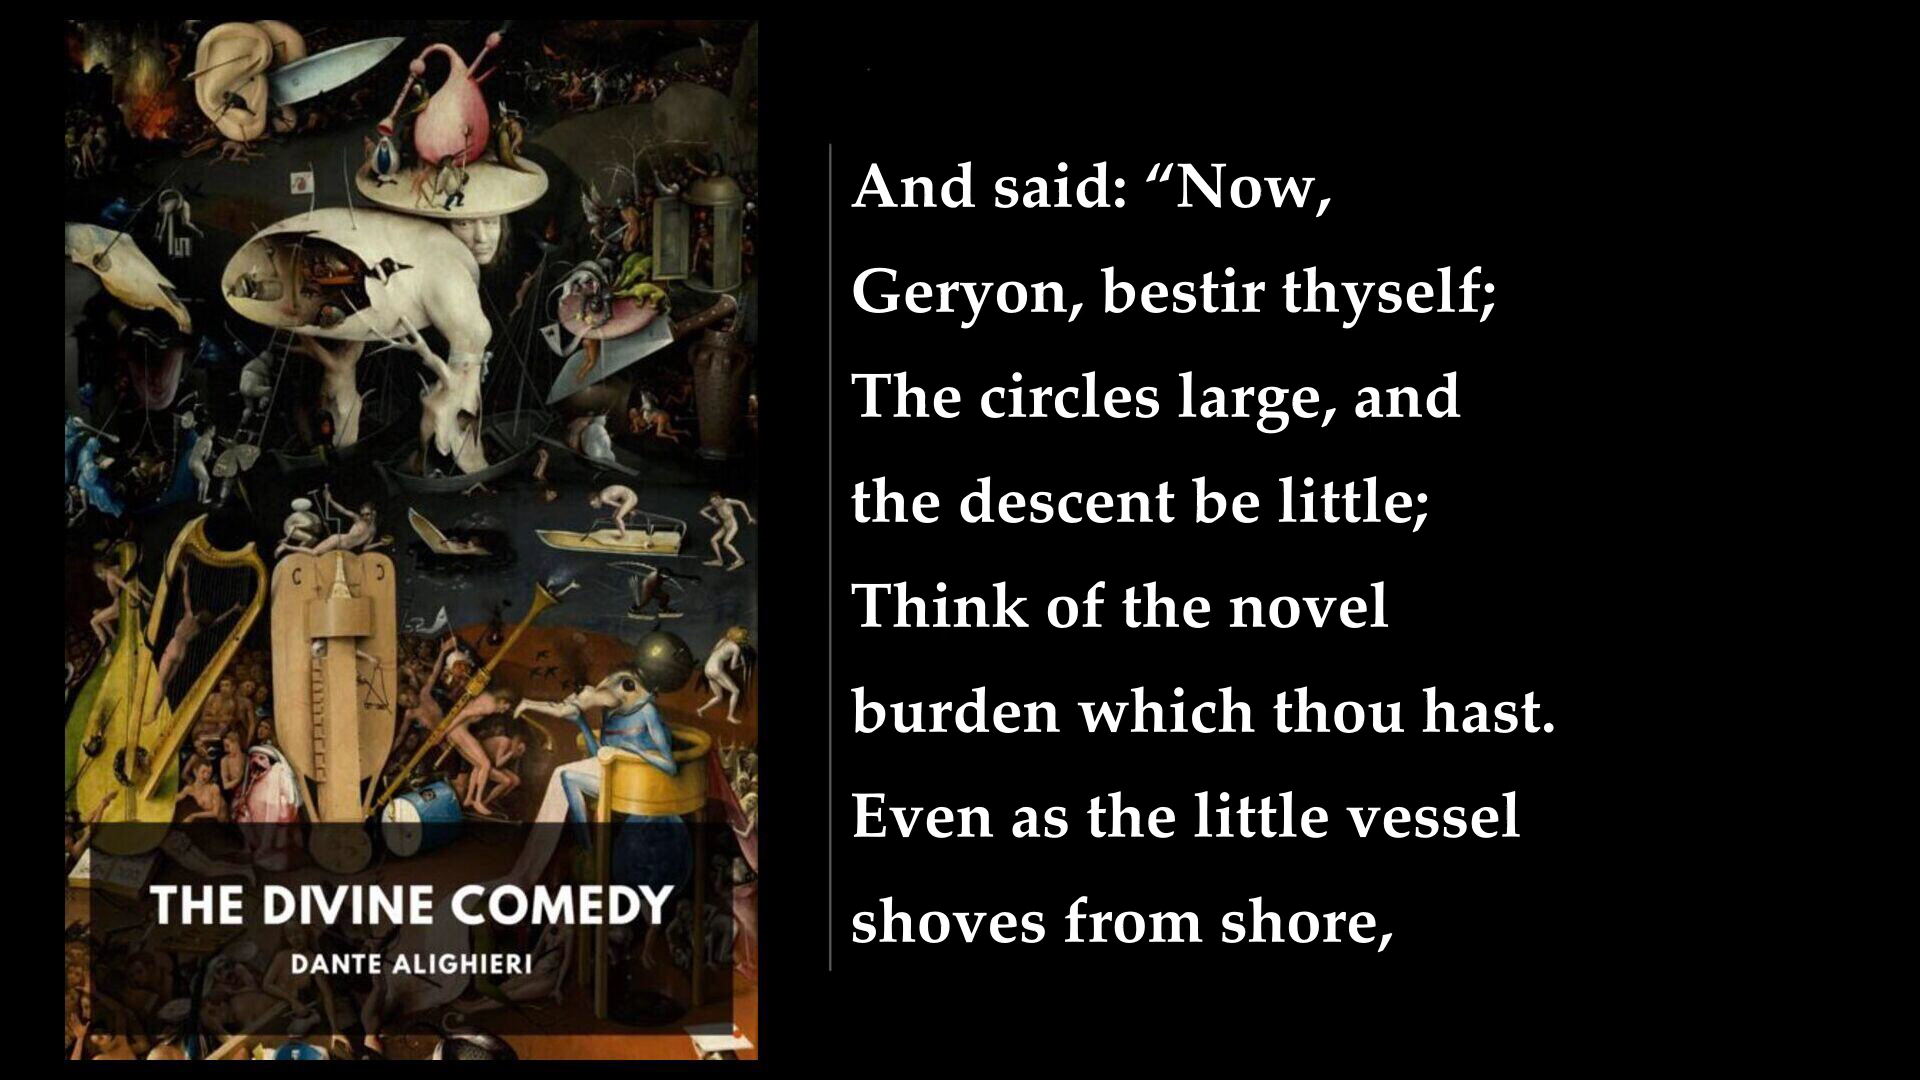 THE DIVINE COMEDY
DANTE ALIGHIERI
And said: “Now,
Geryon, bestir thyself;
The circles large, and
the descent be little;
Think of the novel
burden which thou hast.
Even as the little vessel
shoves from shore,